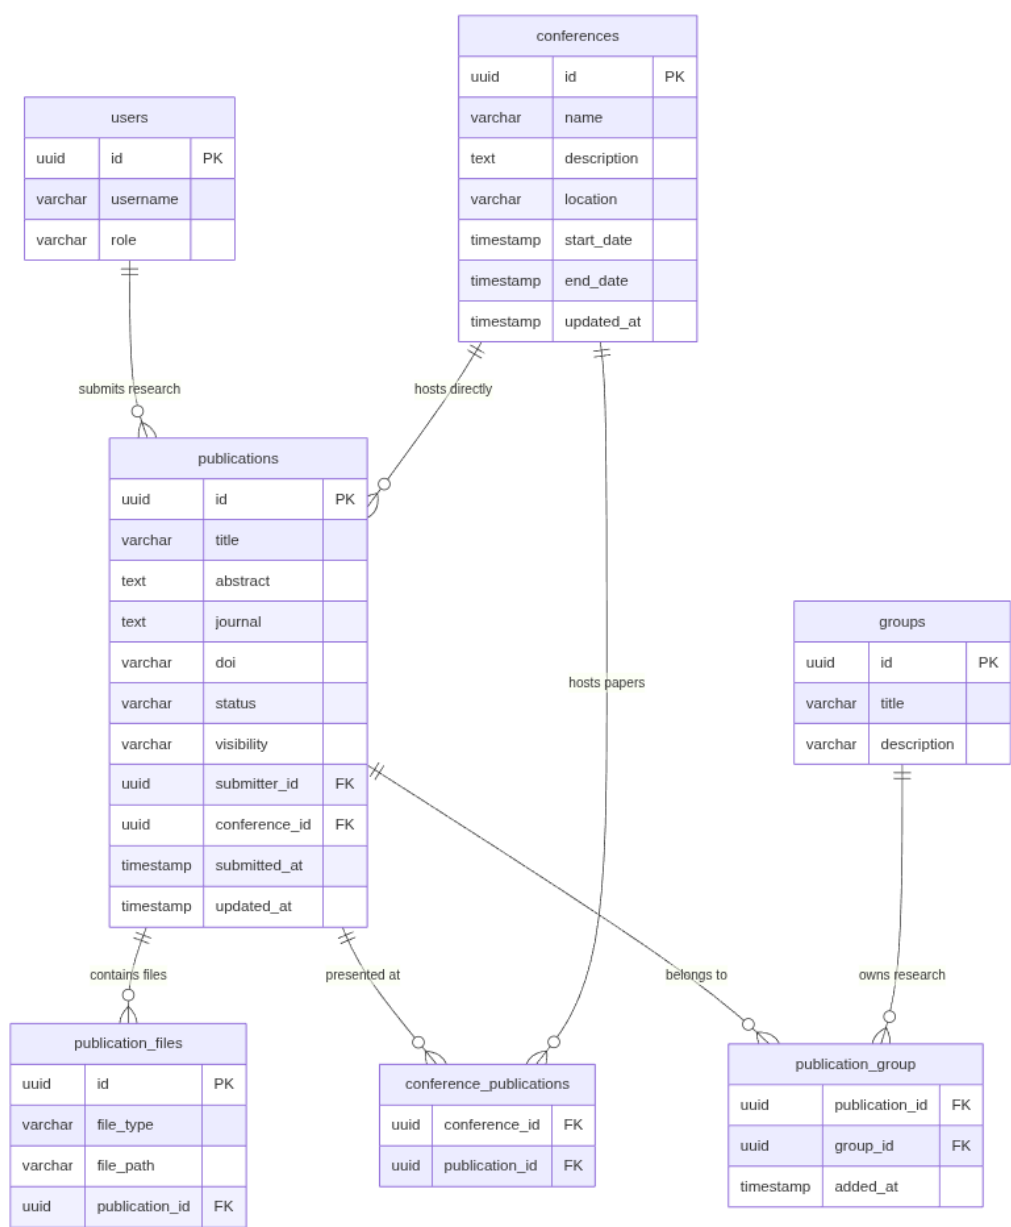 conferences
uuid id PK
varchar name
text description
varchar location
timestamp start_date
timestamp end_date
timestamp updated_at
users
uuid id PK
varchar username
varchar role
submits research
hosts directly
publications
uuid id PK
varchar title
text abstract
text journal
varchar doi
varchar status
varchar visibility
uuid submitter_id FK
uuid conference_id FK
timestamp submitted_at
timestamp updated_at
hosts papers
groups
uuid id PK
varchar title
varchar description
contains files
presented at
belongs to
owns research
publication_files
uuid id PK
varchar file_type
varchar file_path
uuid publication_id FK
conference_publications
uuid conference_id FK
uuid publication_id FK
publication_group
uuid publication_id FK
uuid group_id FK
timestamp added_at